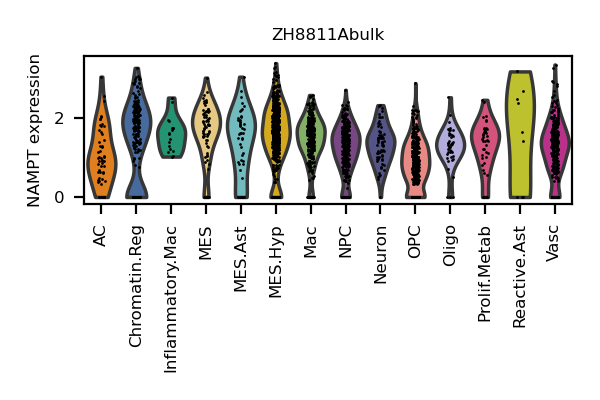 ZH8811Abulk
NAMPT expression
2
0
AC
Chromatin.Reg
Inflammatory.Mac
MES
MES.Ast
MES.Hyp
Mac
NPC
Neuron
OPC
Oligo
Prolif.Metab
Reactive.Ast
Vasc